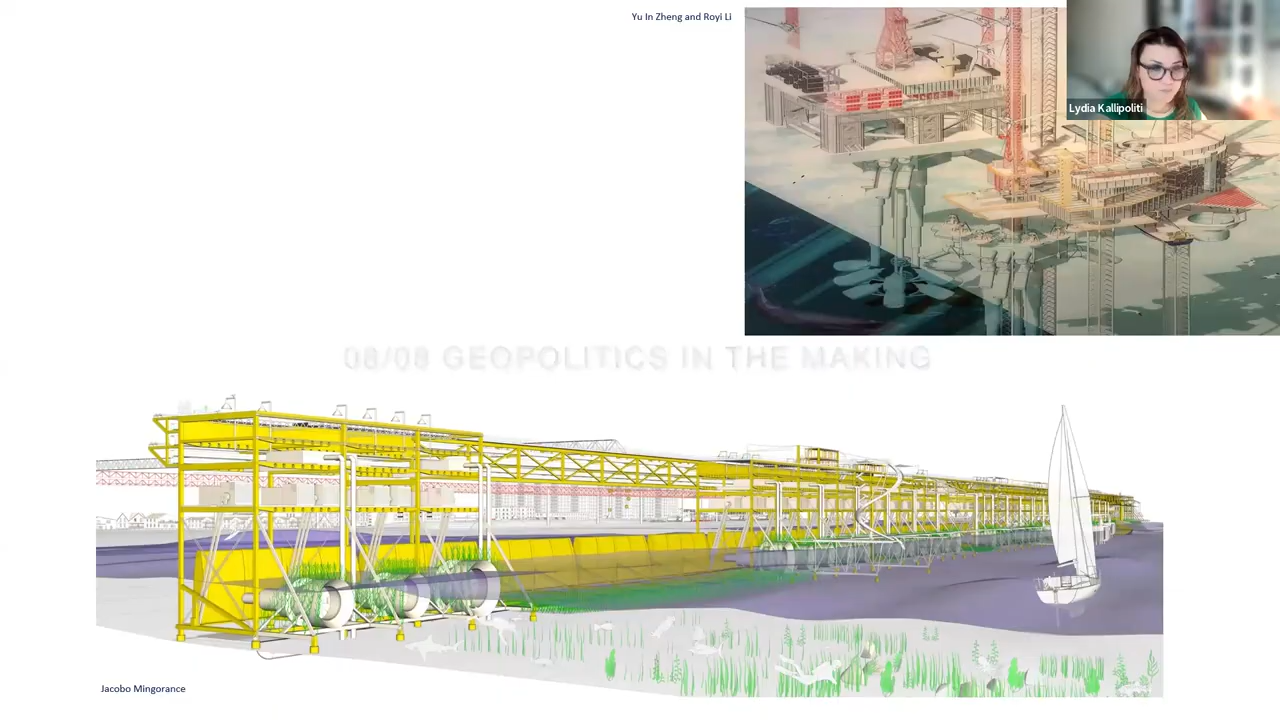 Yu In Zheng and Royi Li
Lydia Kallipoliti
08/08 GEOPOLITICS IN THE MAKING
Jacobo Mingorance